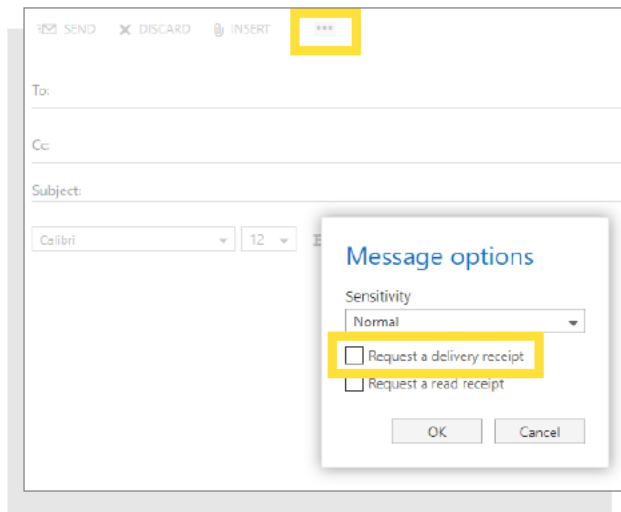 SEND DISCARD INSERT ***
To:
Cc:
Subject:
Calibri 12
Message options
Sensitivity
Normal
Request a delivery receipt
Request a read receipt
OK Cancel